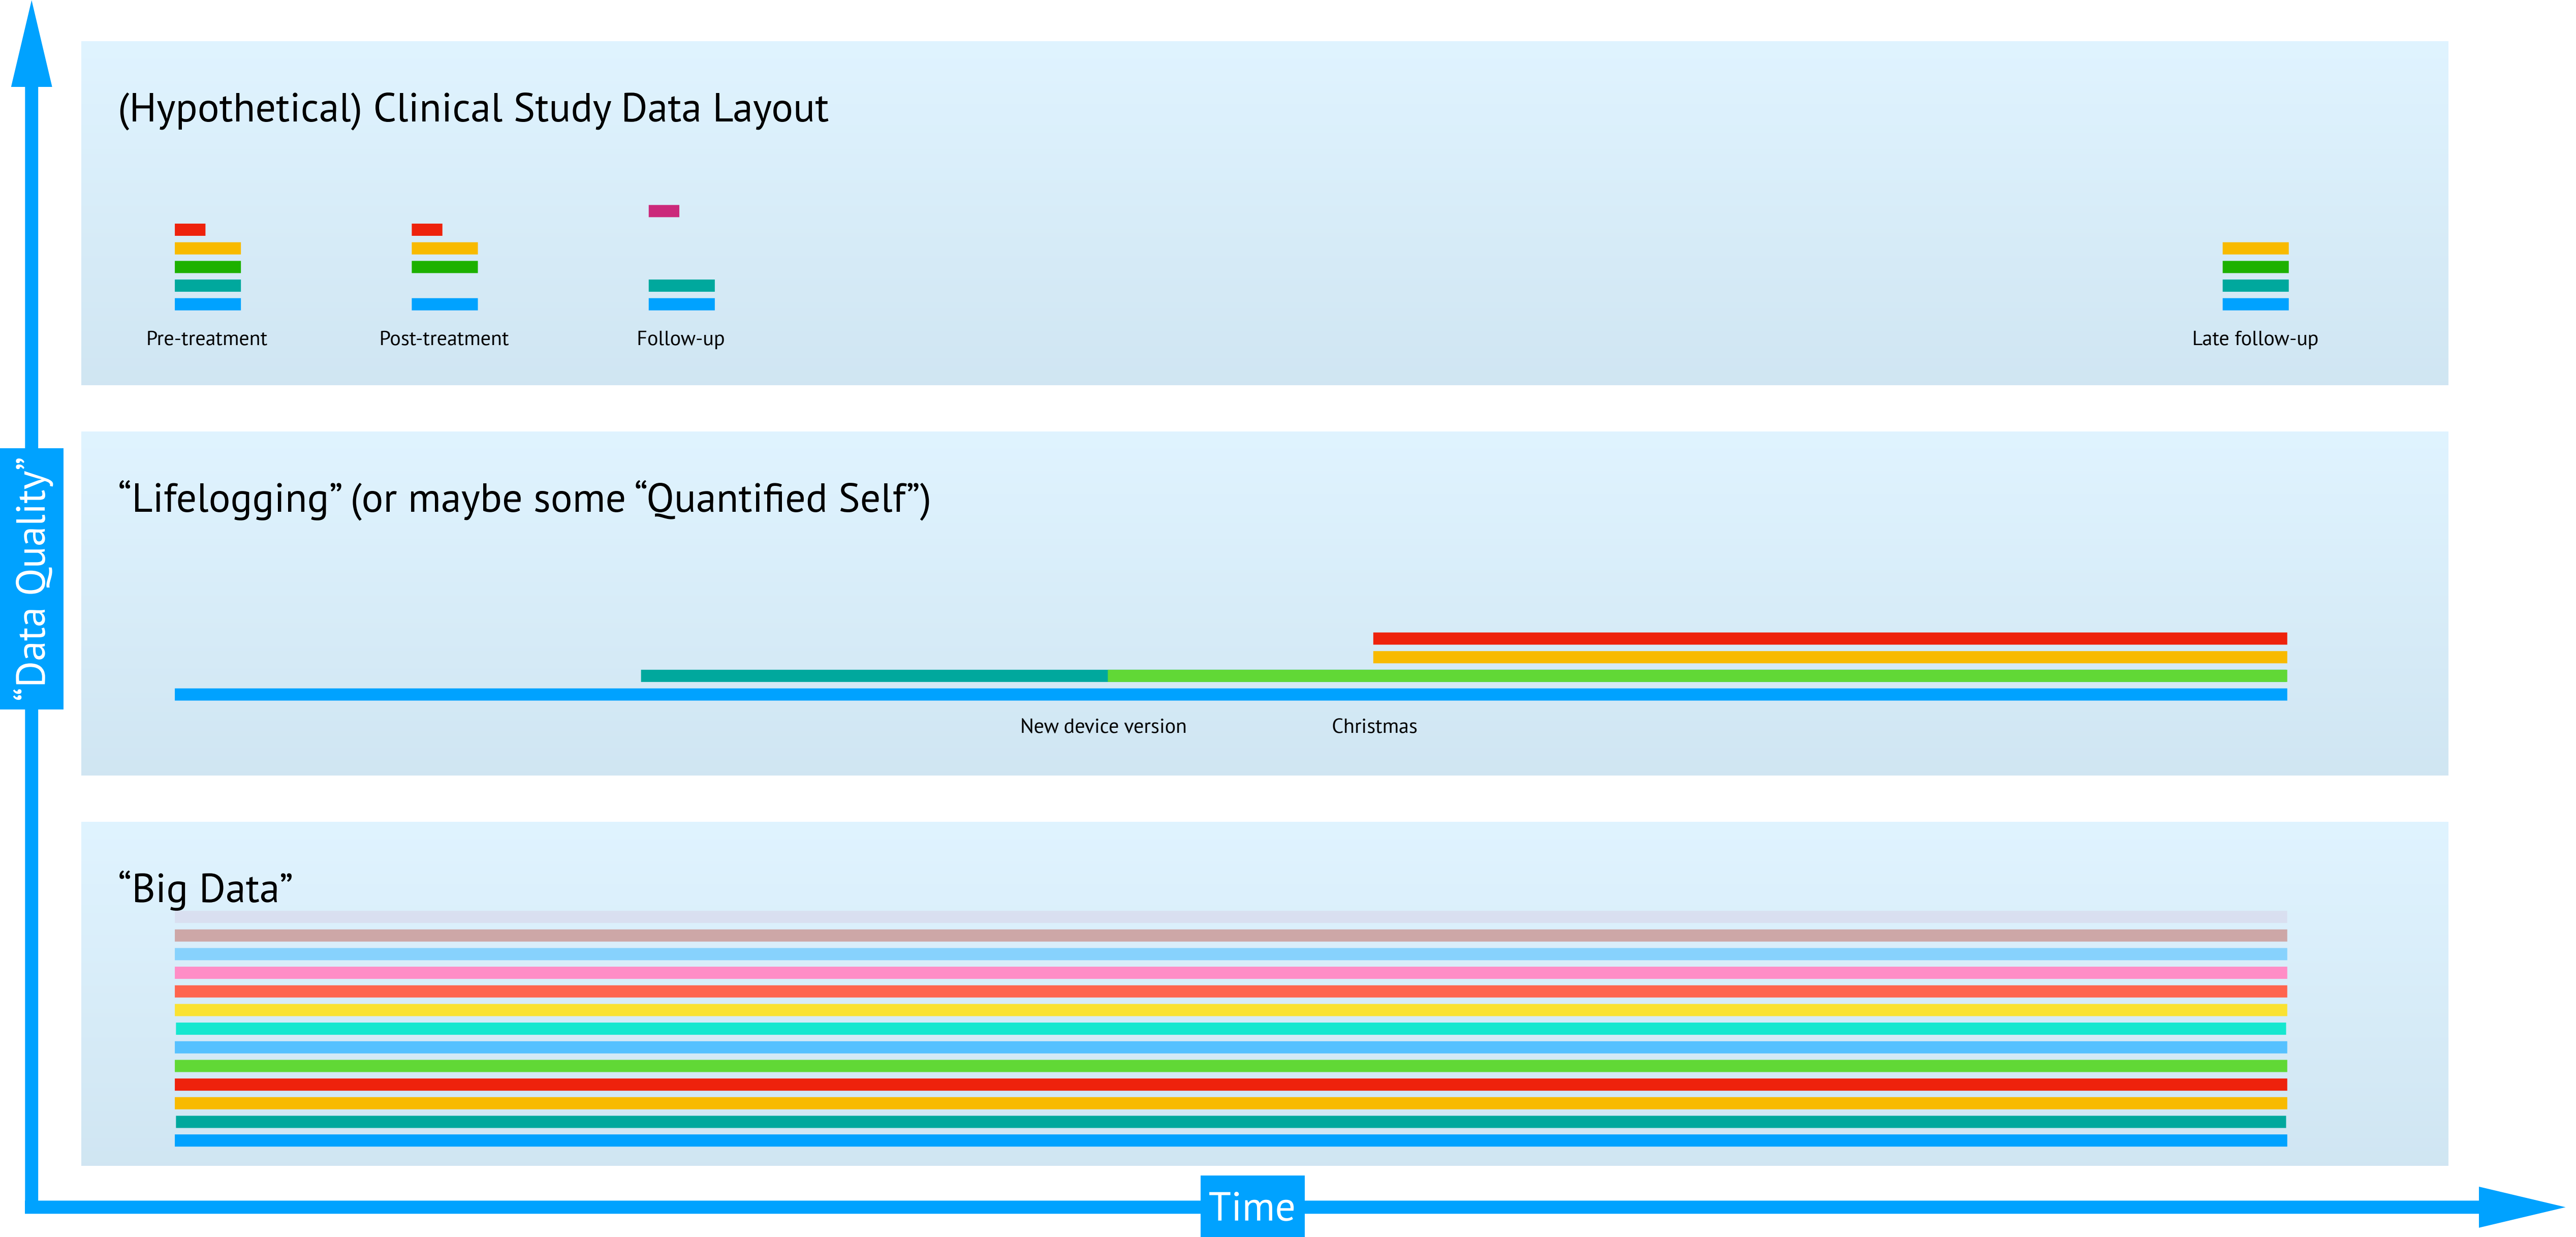 (Hypothetical) Clinical Study Data Layout
Pre-treatment
Post-treatment
Follow-up
Late follow-up
“Data Quality”
“Lifelogging” (or maybe some “Quantified Self”)
New device version
Christmas
“Big Data”
Time